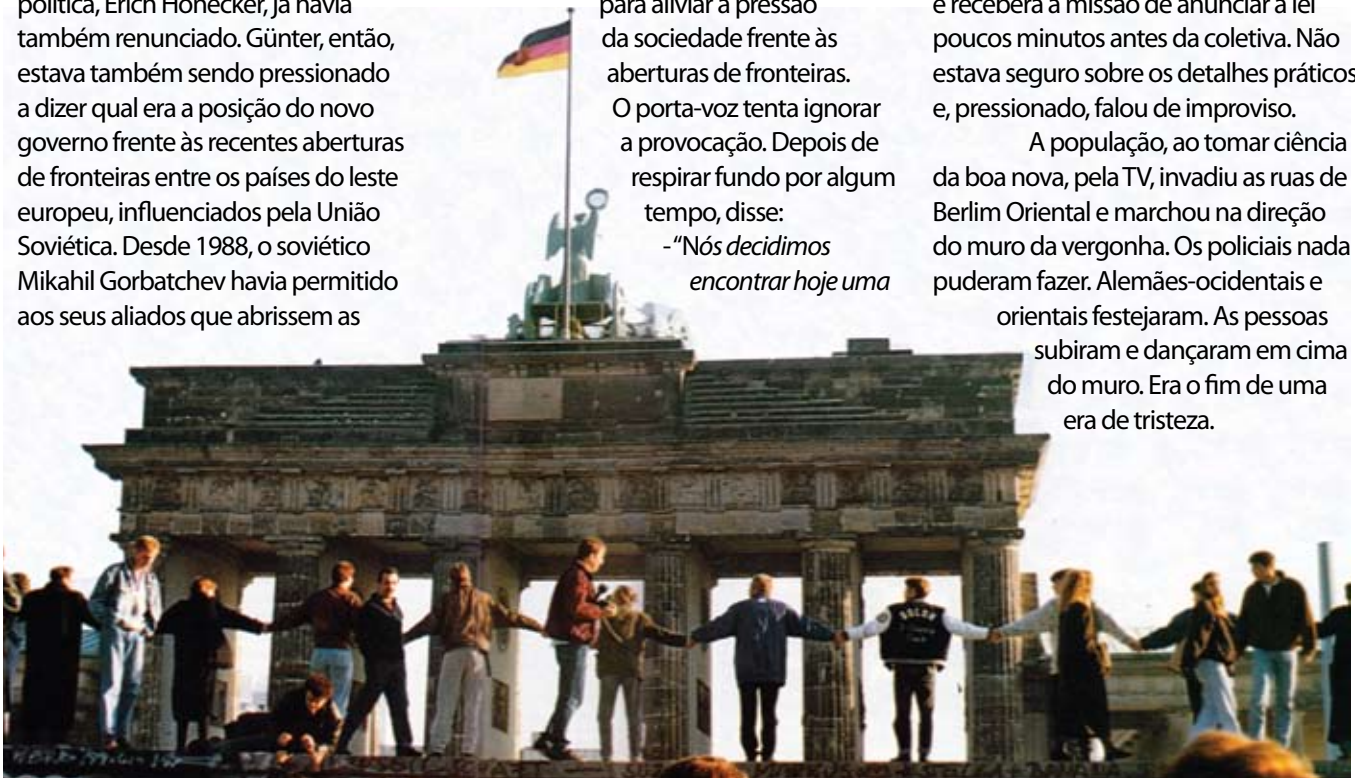 política, Erich Honecker, já havia
também renunciado. Günter, então,
estava também sendo pressionado
a dizer qual era a posição do novo
governo frente às recentes aberturas
de fronteiras entre os países do leste
europeu, influenciados pela União
Soviética. Desde 1988, o soviético
Mikahil Gorbatchev havia permitido
aos seus aliados que abrissem as
para aliviar a pressão
da sociedade frente às
aberturas de fronteiras.
O porta-voz tenta ignorar
a provocação. Depois de
respirar fundo por algum
tempo, disse:
-“Nós decidimos
encontrar hoje uma
e recebera a missão de anunciar a lei
poucos minutos antes da coletiva. Não
estava seguro sobre os detalhes práticos
e, pressionado, falou de improviso.
A população, ao tomar ciência
da boa nova, pela TV, invadiu as ruas de
Berlim Oriental e marchou na direção
do muro da vergonha. Os policiais nada
puderam fazer. Alemães-ocidentais e
orientais festejaram. As pessoas
subiram e dançaram em cima
do muro. Era o fim de uma
era de tristeza.